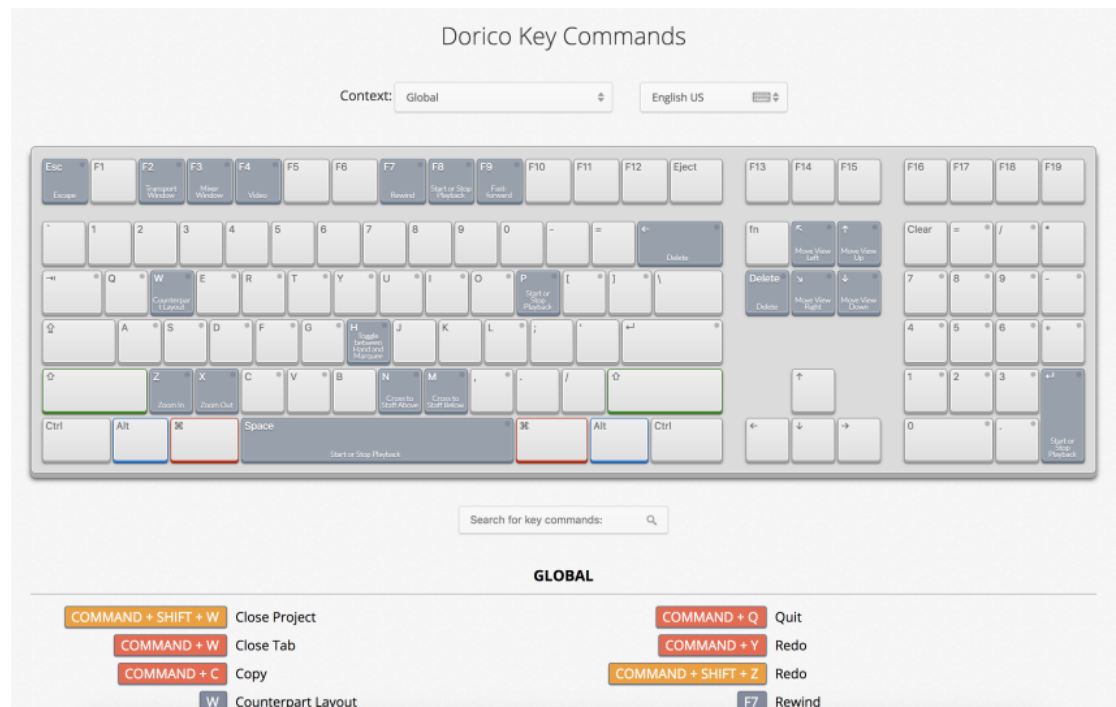 Dorico Key Commands
Context: Global English US
Esc F1 F2 F3 F4 F5 F6 F7 F8 F9 F10 F11 F12 Eject F13 F14 F15 F16 F17 F18 F19
Escape Transport Window Mixer Window Video Rewind Start or Stop Playback Fast-forward
` 1 2 3 4 5 6 7 8 9 0 - = ← fn ↖ ↑ Clear = / *
Delete Move View Left Move View Up
⇥ Q W E R T Y U I O P [ ] \ Delete ↘ ↓ 7 8 9 -
Counterpart Layout Start or Stop Playback Delete Move View Right Move View Down
⇪ A S D F G H J K L ; ' ↵ 4 5 6 +
Toggle between Hand and Marquee
⇧ Z X C V B N M , . / ⇧ ↑ 1 2 3 ↵
Zoom In Zoom Out Cross to Staff Above Cross to Staff Below
Ctrl Alt ⌘ Space ⌘ Alt Ctrl ← ↓ → 0 .
Start or Stop Playback Start or Stop Playback
Search for key commands:
GLOBAL
COMMAND + SHIFT + W Close Project COMMAND + Q Quit
COMMAND + W Close Tab COMMAND + Y Redo
COMMAND + C Copy COMMAND + SHIFT + Z Redo
W Counterpart Layout F7 Rewind